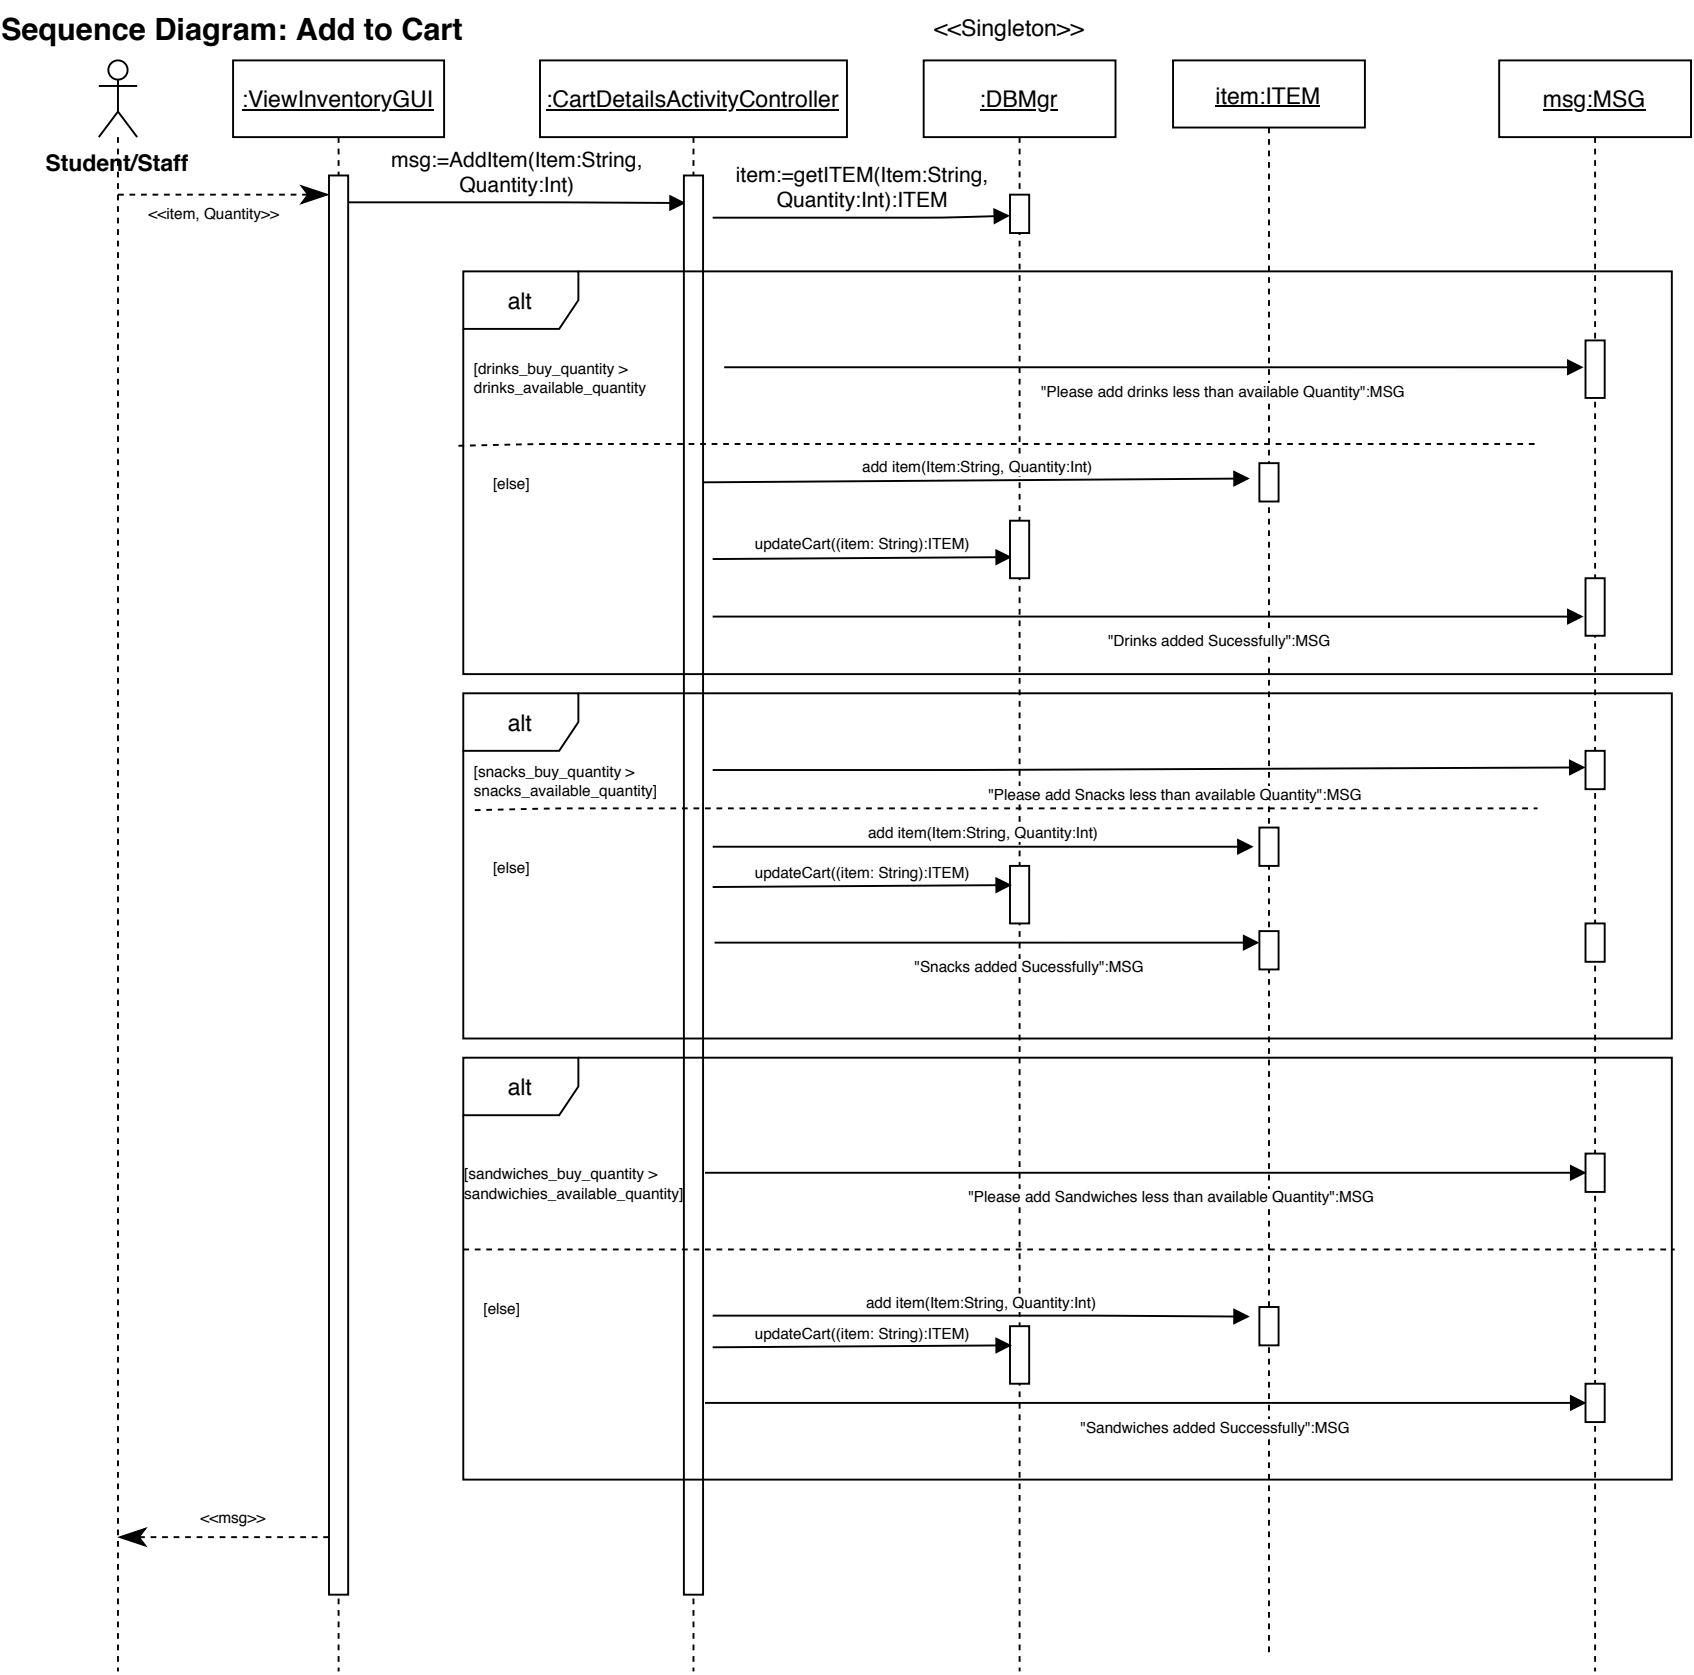 Sequence Diagram: Add to Cart
<<Singleton>>
:ViewInventoryGUI
:CartDetailsActivityController
:DBMgr
item:ITEM
msg:MSG
Student/Staff
msg:=AddItem(Item:String,
Quantity:Int)
item:=getITEM(Item:String,
Quantity:Int):ITEM
<<item, Quantity>>
alt
[drinks_buy_quantity >
drinks_available_quantity
"Please add drinks less than available Quantity":MSG
add item(Item:String, Quantity:Int)
[else]
updateCart((item: String):ITEM)
"Drinks added Sucessfully":MSG
alt
[snacks_buy_quantity >
snacks_available_quantity]
"Please add Snacks less than available Quantity":MSG
add item(Item:String, Quantity:Int)
[else]
updateCart((item: String):ITEM)
"Snacks added Sucessfully":MSG
alt
[sandwiches_buy_quantity >
sandwichies_available_quantity]
"Please add Sandwiches less than available Quantity":MSG
[else]
add item(Item:String, Quantity:Int)
updateCart((item: String):ITEM)
"Sandwiches added Successfully":MSG
<<msg>>